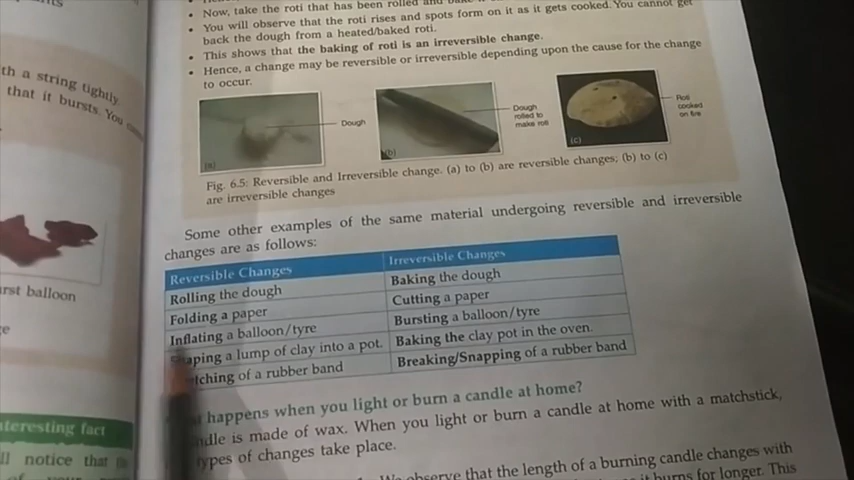 Now, take the roti that has been rolled and
• You will observe that the roti rises and spots form on it as it gets cooked. You cannot get
back the dough from a heated/baked roti.
• This shows that the baking of roti is an irreversible change.
• Hence, a change may be reversible or irreversible depending upon the cause for the change
to occur.
(a)
Dough
(b)
Dough
rolled to
make roti
(c)
Roti
cooked
on fire
Fig. 6.5: Reversible and Irreversible change. (a) to (b) are reversible changes; (b) to (c)
are irreversible changes
Some other examples of the same material undergoing reversible and irreversible
changes are as follows:
Reversible Changes Irreversible Changes
Rolling the dough Baking the dough
Folding a paper Cutting a paper
Inflating a balloon/tyre Bursting a balloon/tyre
a lump of clay into a pot. Baking the clay pot in the oven.
of a rubber band Breaking/Snapping of a rubber band
happens when you light or burn a candle at home?
is made of wax. When you light or burn a candle at home with a matchstick,
types of changes take place.
We observe that the length of a burning candle changes with
it burns for longer. This
th a string tightly.
that it bursts. You
rst balloon
nteresting fact
ll notice that